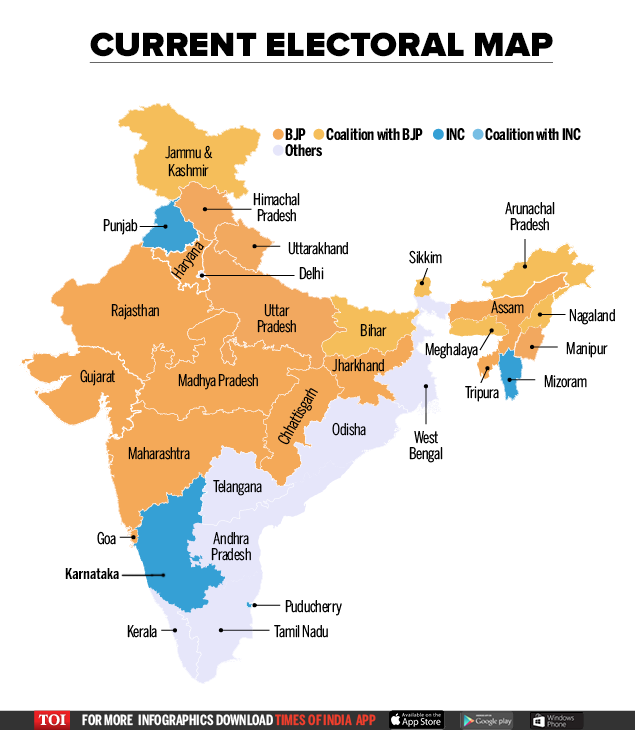 CURRENT ELECTORAL MAP
BJP Coalition with BJP INC Coalition with INC
Others
Jammu &
Kashmir
Himachal
Pradesh
Punjab
Haryana
Uttarakhand
Delhi
Arunachal
Pradesh
Sikkim
Rajasthan
Uttar
Pradesh
Bihar
Assam
Nagaland
Meghalaya
Manipur
Tripura
Mizoram
Gujarat
Madhya Pradesh
Jharkhand
Chhattisgarh
Odisha
West
Bengal
Maharashtra
Telangana
Goa
Andhra
Pradesh
Karnataka
Puducherry
Kerala
Tamil Nadu
TOI FOR MORE INFOGRAPHICS DOWNLOAD TIMES OF INDIA APP
Available on the
App Store
Google play
Windows
Phone